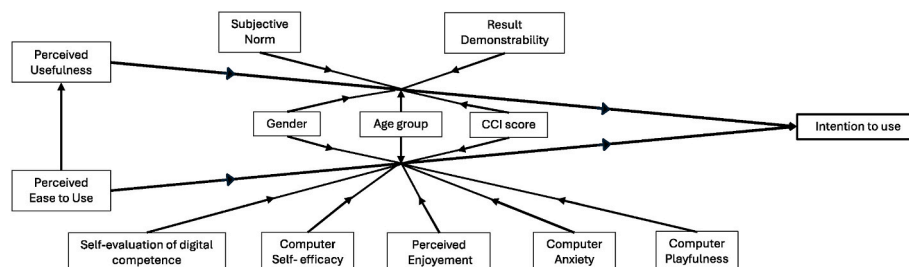 Subjective
Norm
Result
Demonstrability
Perceived
Usefulness
Gender
Age group
CCI score
Intention to use
Perceived
Ease to Use
Self-evaluation of digital
competence
Computer
Self- efficacy
Perceived
Enjoyement
Computer
Anxiety
Computer
Playfulness